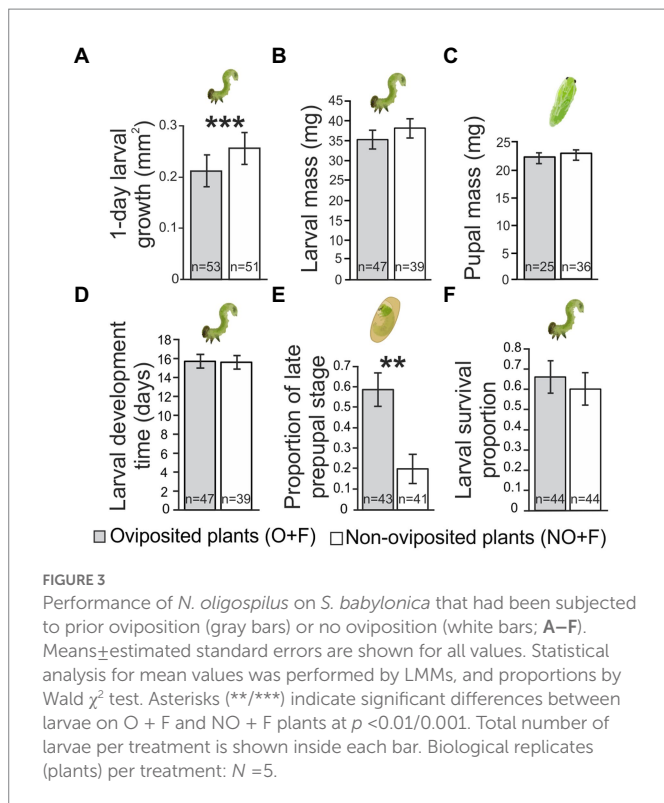 A
B
C
1-day larval
growth (mm²)
0.3
0.2
0
***
n=53
n=51
Larval mass (mg)
45
40
35
30
25
20
15
10
5
0
n=47
n=39
Pupal mass (mg)
25
20
15
10
5
0
n=25
n=36
D
E
F
Larval development
time (days)
18
16
14
12
10
8
6
4
2
0
n=47
n=39
Proportion of late
prepupal stage
0.7
0.6
0.5
0.4
0.3
0.2
0.1
0
**
n=43
n=41
Larval survival
proportion
0.8
0.7
0.6
0.5
0.4
0.3
0.2
0.1
0
n=44
n=44
Oviposited plants (O+F) Non-oviposited plants (NO+F)
FIGURE 3
Performance of N. oligospilus on S. babylonica that had been subjected
to prior oviposition (gray bars) or no oviposition (white bars; A–F).
Means±estimated standard errors are shown for all values. Statistical
analysis for mean values was performed by LMMs, and proportions by
Wald χ² test. Asterisks (**/***) indicate significant differences between
larvae on O + F and NO + F plants at p <0.01/0.001. Total number of
larvae per treatment is shown inside each bar. Biological replicates
(plants) per treatment: N =5.